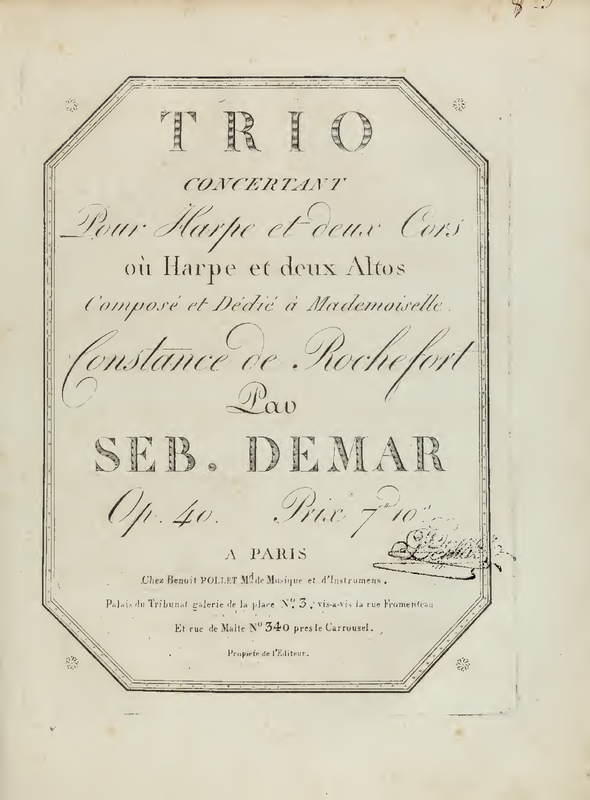 TRIO
CONCERTANT
Pour Harpe et deux Cors
où Harpe et deux Altos
Composé et Dédié à Mademoiselle
Constance de Rochefort
Par
SEB. DEMAR
Op. 40. Prix 7# 10s
A PARIS
Chez Benoit POLLET Md. de Musique et d'Instrumens.
Palais du Tribunat galerie de la place No. 3, vis-a-vis la rue Fromenteau
Et rue de Malte No 340 pres le Carrousel.
Propiete de l'Editeur.